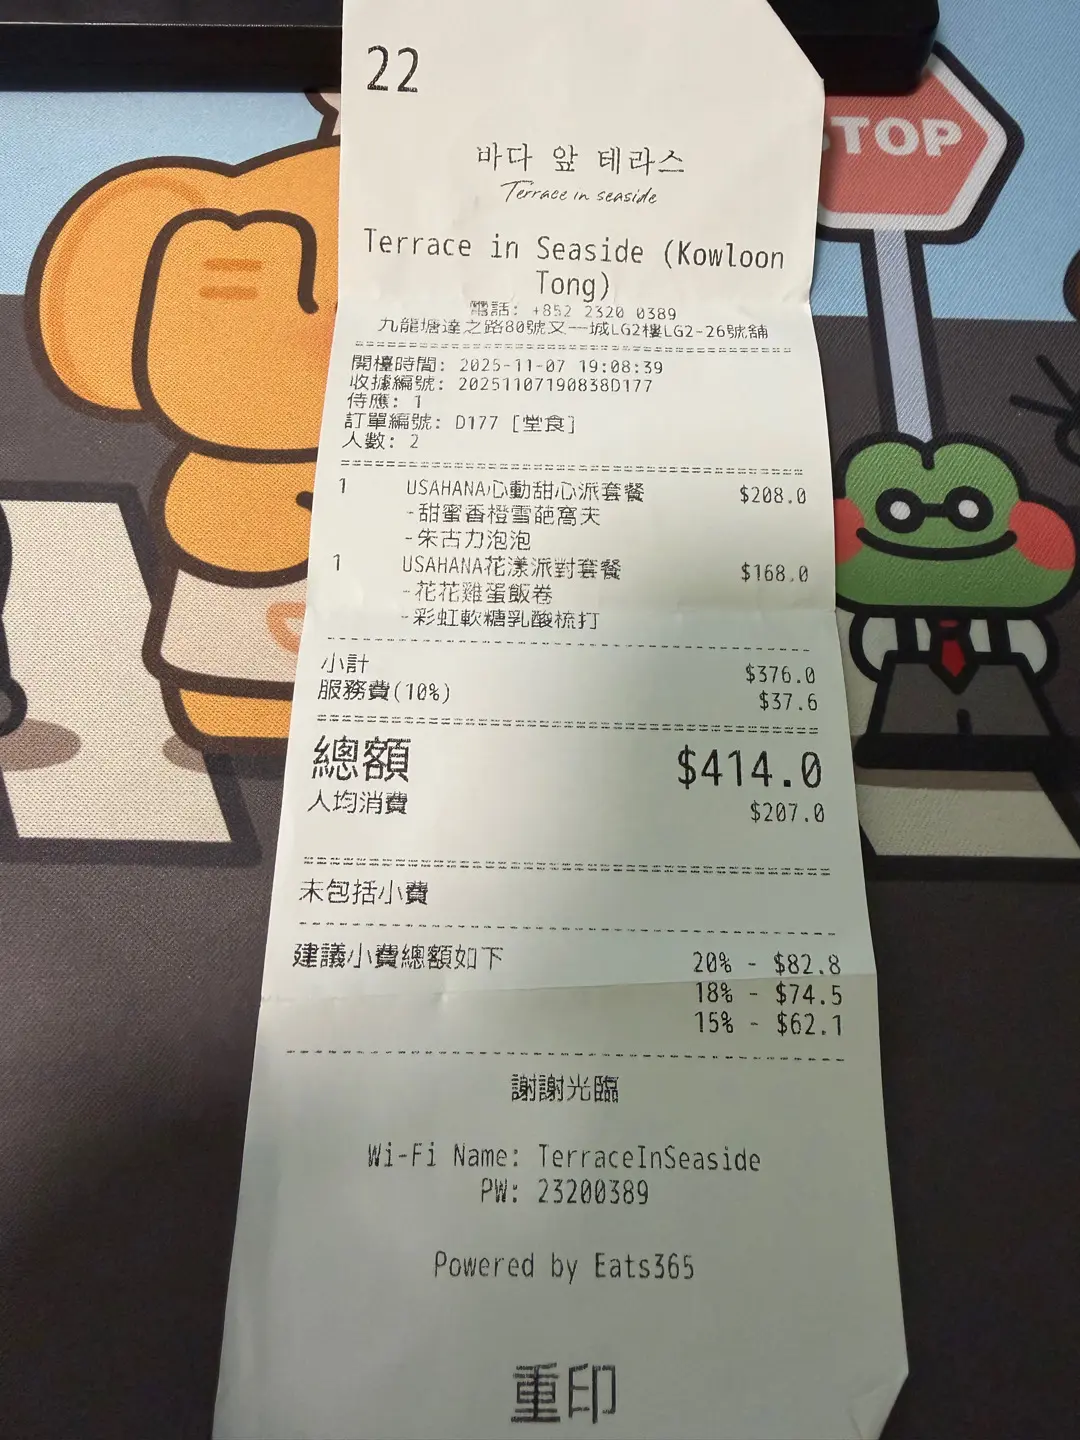 22
바다 앞 테라스
Terrace in seaside
Terrace in Seaside (Kowloon
Tong)
電話: +852 2320 0389
九龍塘達之路80號又一城LG2樓LG2-26號舖
開檯時間: 2025-11-07 19:08:39
收據編號: 20251107190838D177
侍應: 1
訂單編號: D177 [堂食]
人數: 2
1 USAHANA心動甜心派套餐 $208.0
-甜蜜香橙雪葩窩夫
-朱古力泡泡
1 USAHANA花漾派對套餐 $168.0
-花花雞蛋飯卷
-彩虹軟糖乳酸梳打
小計 $376.0
服務費(10%) $37.6
總額 $414.0
人均消費 $207.0
未包括小費
建議小費總額如下 20% - $82.8
18% - $74.5
15% - $62.1
謝謝光臨
Wi-Fi Name: TerraceInSeaside
PW: 23200389
Powered by Eats365
重印
STOP